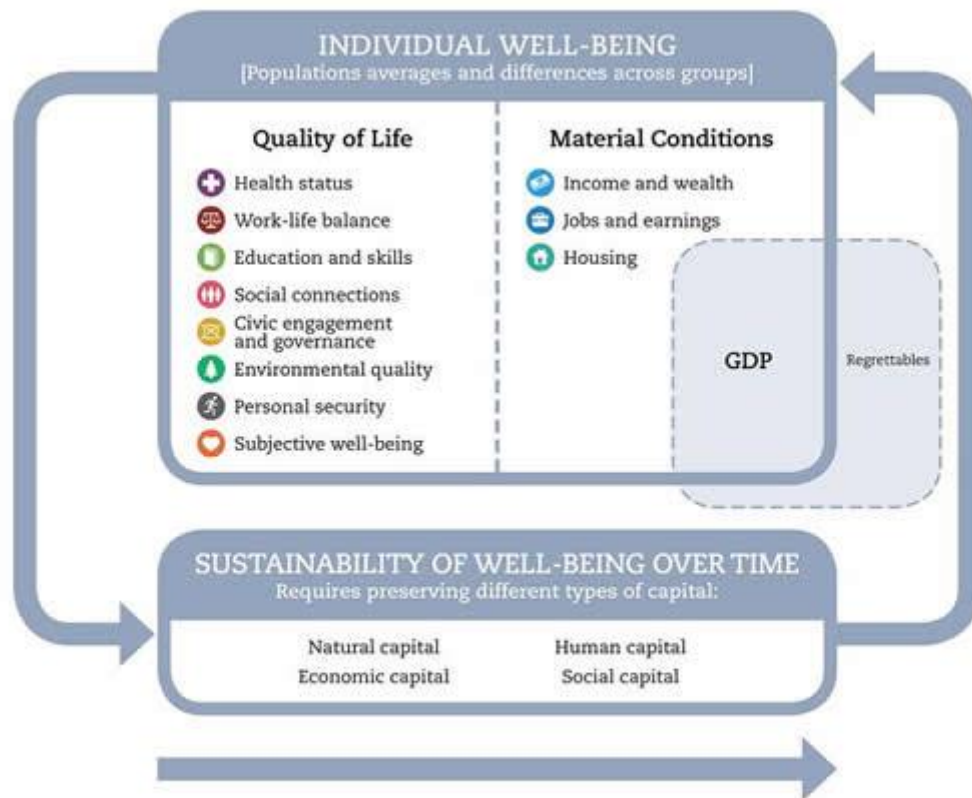 INDIVIDUAL WELL-BEING
[Populations averages and differences across groups]
Quality of Life
Health status
Work-life balance
Education and skills
Social connections
Civic engagement
and governance
Environmental quality
Personal security
Subjective well-being
Material Conditions
Income and wealth
Jobs and earnings
Housing
GDP
Regrettables
SUSTAINABILITY OF WELL-BEING OVER TIME
Requires preserving different types of capital:
Natural capital
Human capital
Economic capital
Social capital